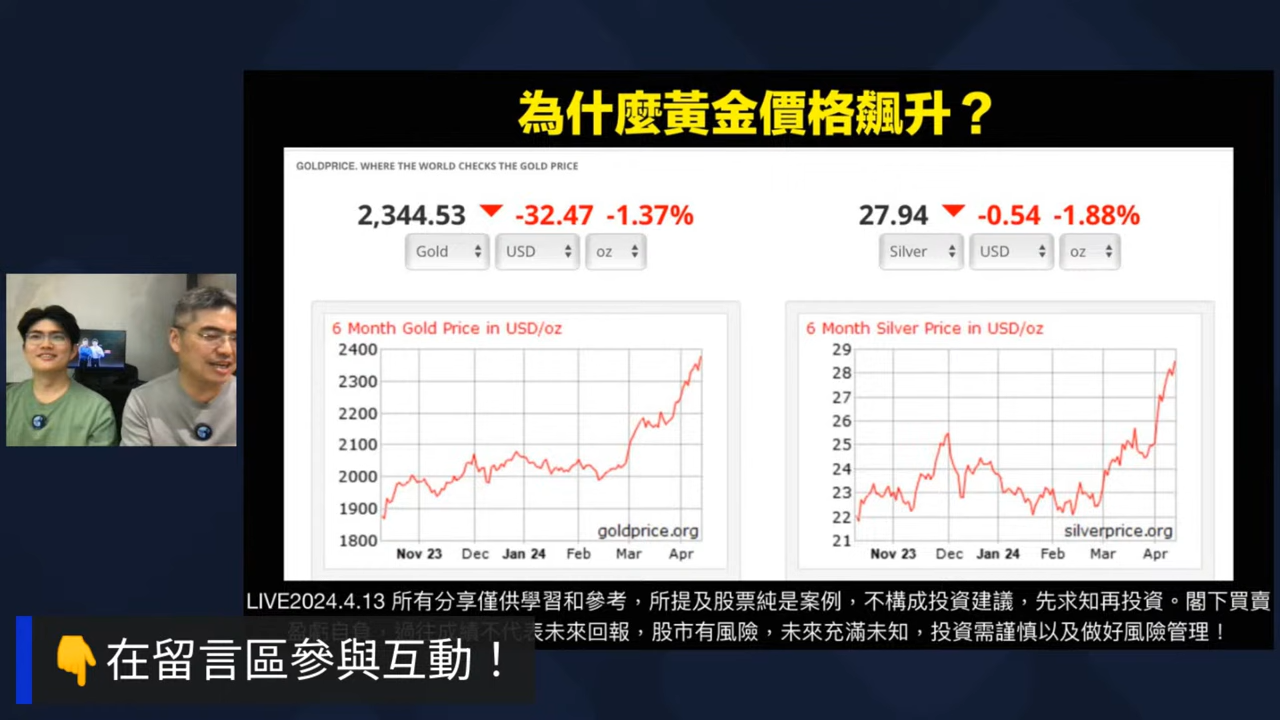 為什麼黃金價格飆升？
GOLDPRICE. WHERE THE WORLD CHECKS THE GOLD PRICE
2,344.53 ▼ -32.47 -1.37%
Gold USD oz
27.94 ▼ -0.54 -1.88%
Silver USD oz
6 Month Gold Price in USD/oz
2400
2300
2200
2100
2000
1900
1800
goldprice.org
Nov 23 Dec Jan 24 Feb Mar Apr
6 Month Silver Price in USD/oz
29
28
27
26
25
24
23
22
21
silverprice.org
Nov 23 Dec Jan 24 Feb Mar Apr
LIVE2024.4.13 所有分享僅供學習和參考，所提及股票純是案例，不構成投資建議，先求知再投資。閣下買賣
盈虧自負，過往成績不代表未來回報，股市有風險，未來充滿未知，投資需謹慎以及做好風險管理！
👇在留言區參與互動！